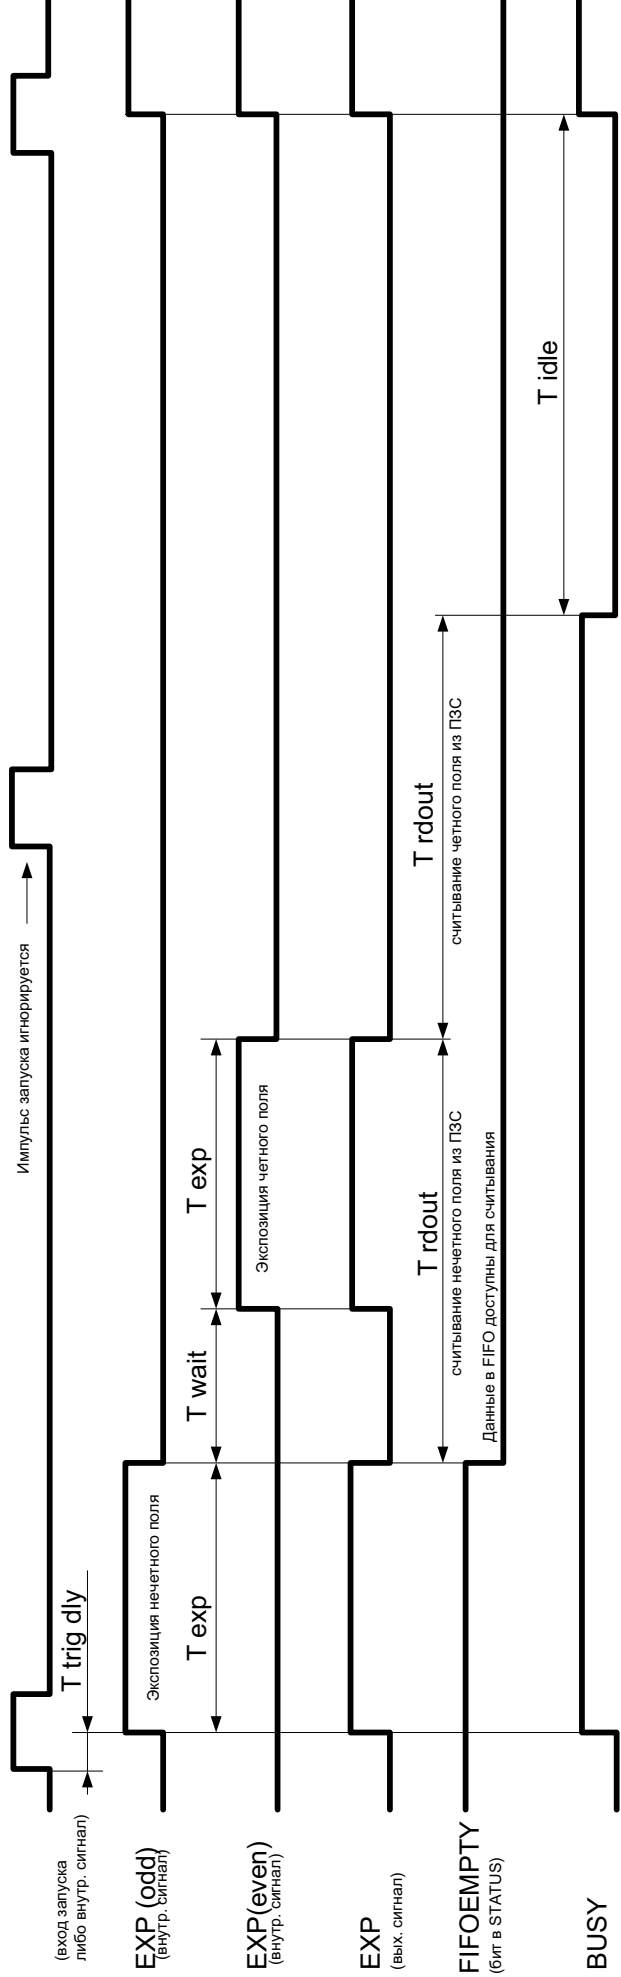 (вход запуска
либо внутр. сигнал)
T trig dly
Импульс запуска игнорируется
EXP (odd)
(внутр. сигнал)
Экспозиция нечетного поля
T exp
T wait
T exp
EXP(even)
(внутр. сигнал)
Экспозиция четного поля
EXP
(вых. сигнал)
T rdout
считывание нечетного поля из ПЗС
T rdout
считывание четного поля из ПЗС
FIFOEMPTY
(бит в STATUS)
Данные в FIFO доступны для считывания
T idle
BUSY